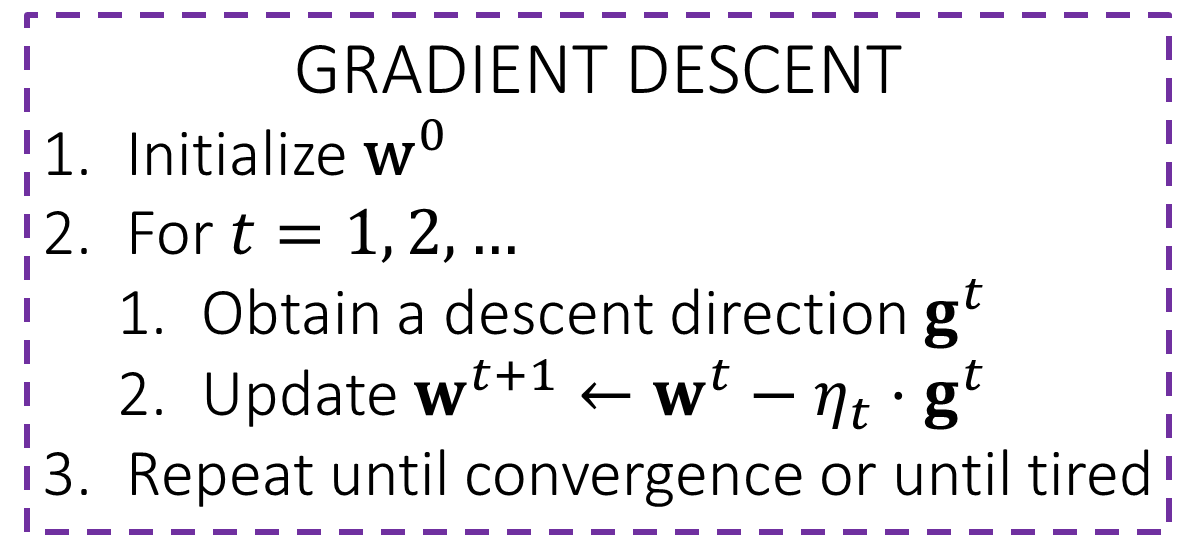 GRADIENT DESCENT
1. Initialize 𝐰⁰
2. For 𝑡 = 1, 2, …
1. Obtain a descent direction 𝐠ᵗ
2. Update 𝐰ᵗ⁺¹ ← 𝐰ᵗ − 𝜂ₜ · 𝐠ᵗ
3. Repeat until convergence or until tired